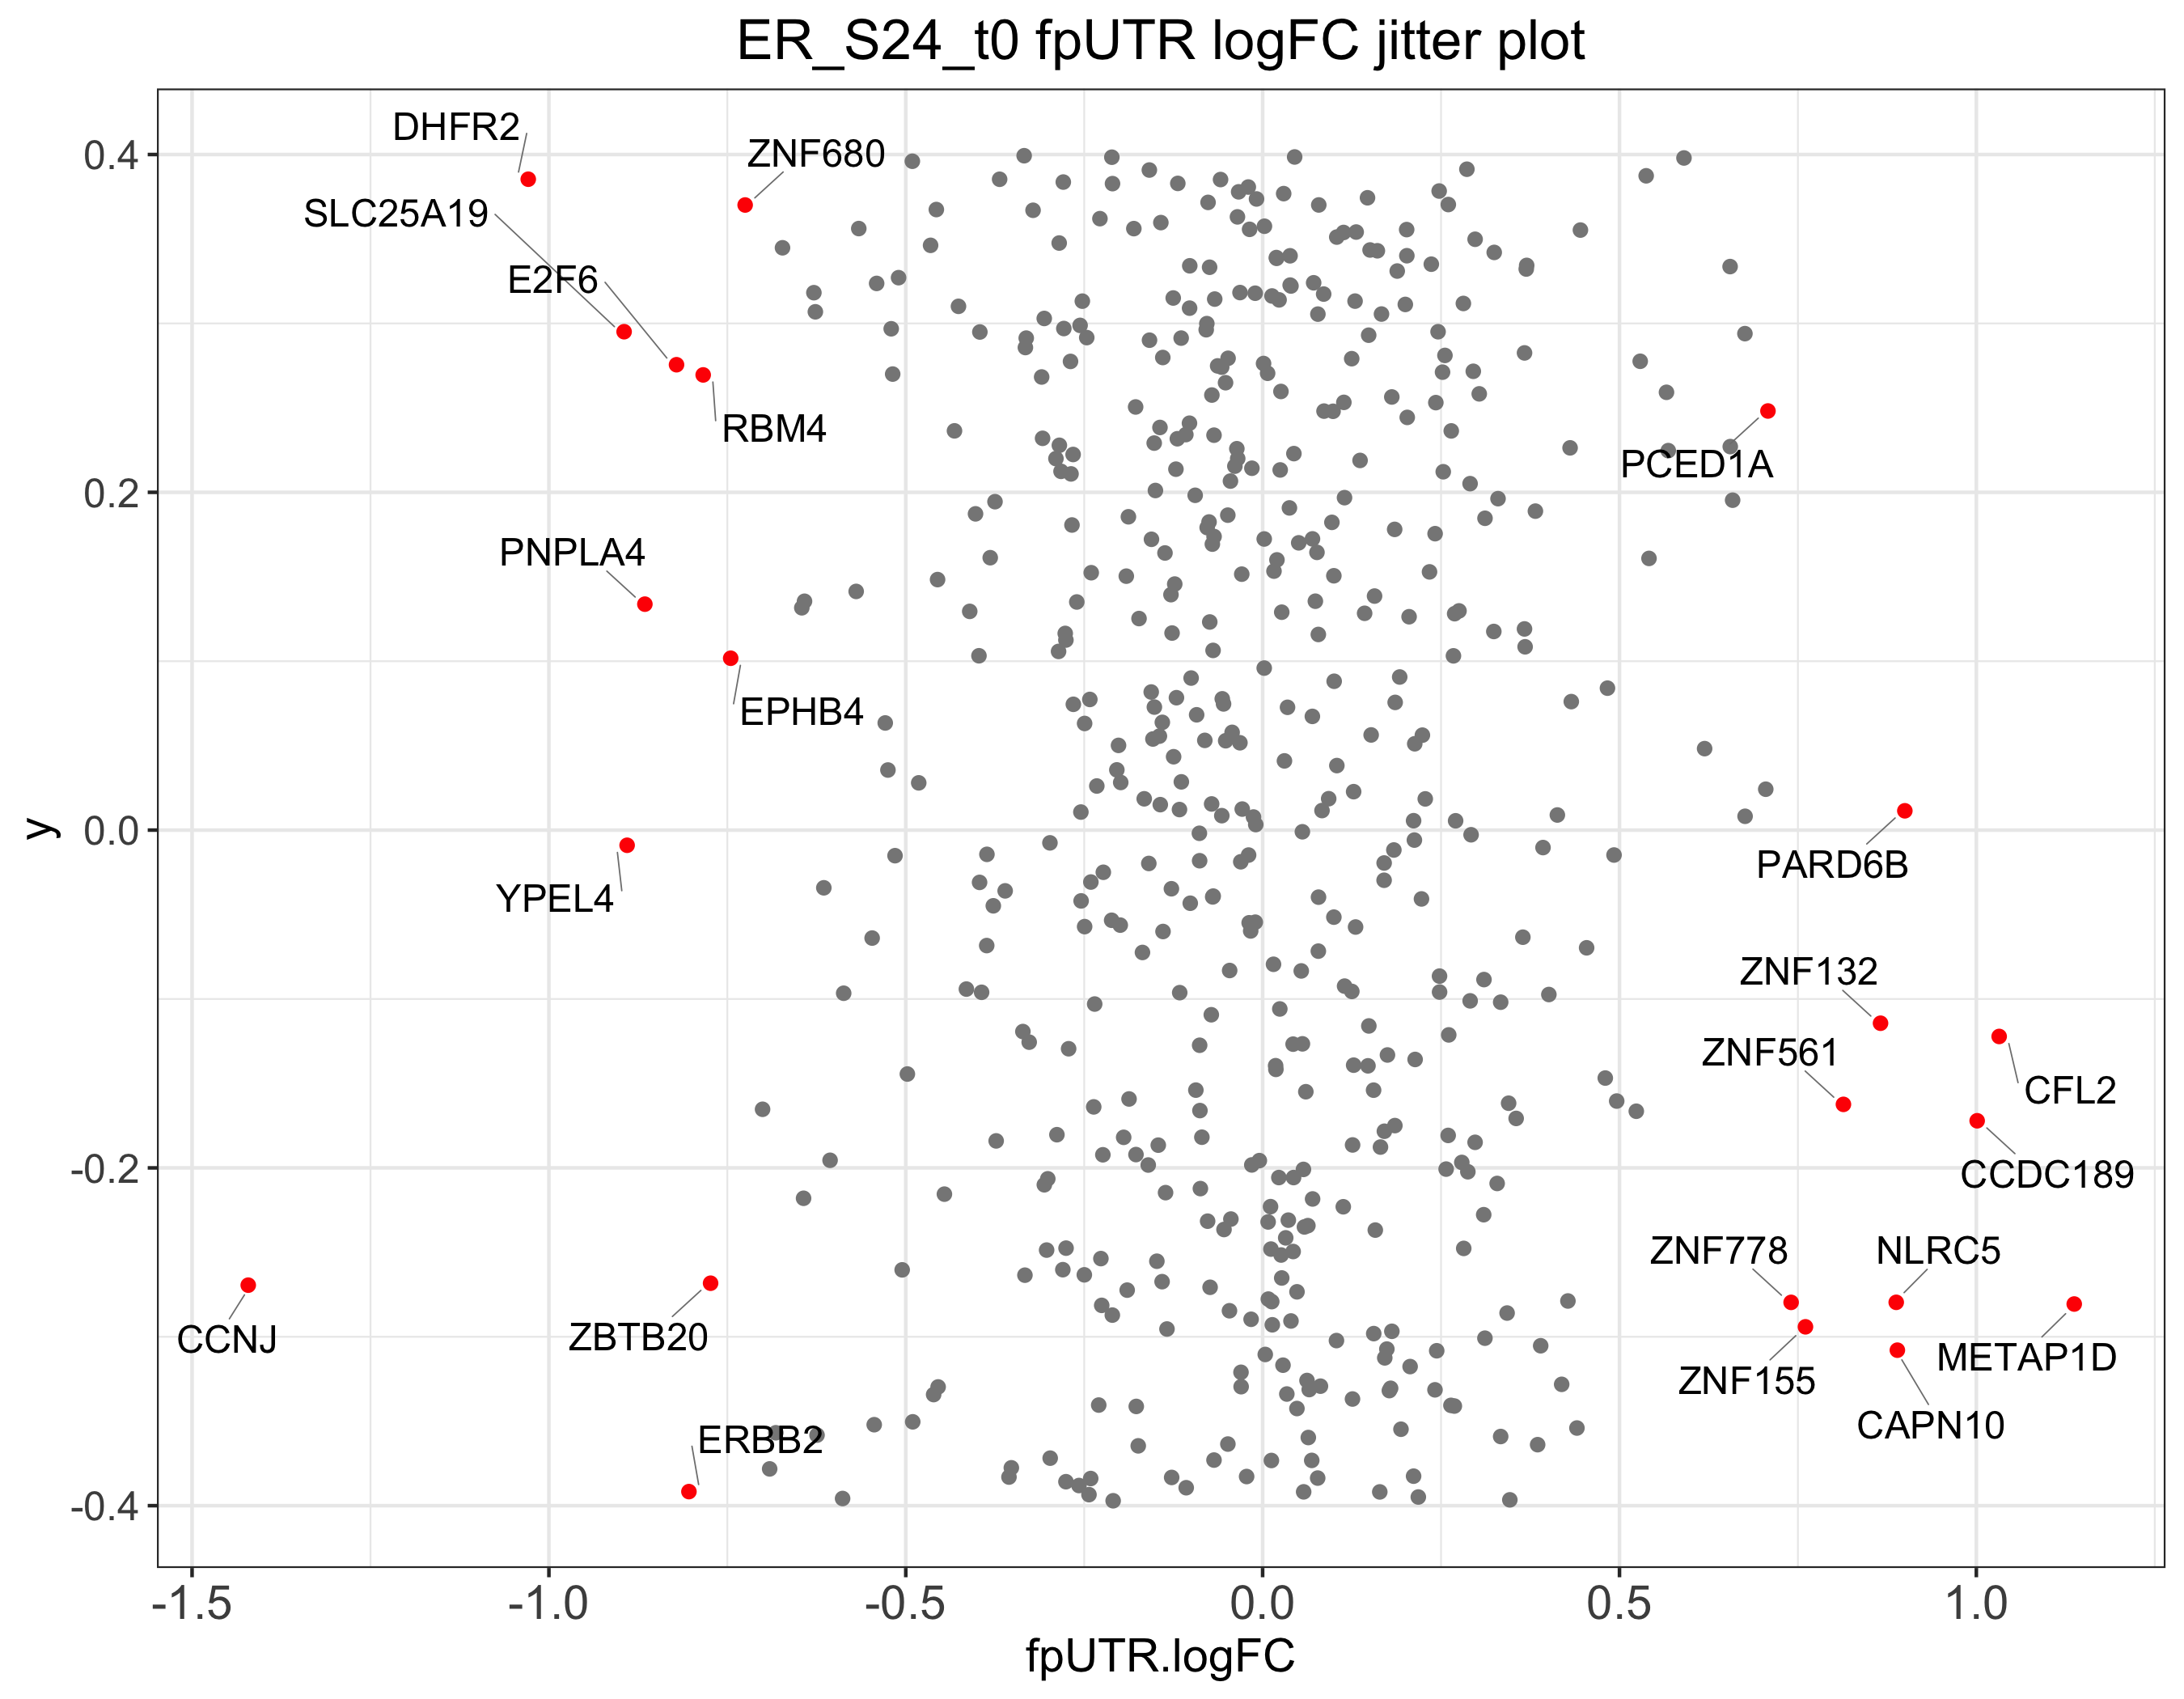 ER_S24_t0 fpUTR logFC jitter plot
DHFR2
ZNF680
0.4
SLC25A19
E2F6
RBM4
PCED1A
0.2
PNPLA4
EPHB4
y
0.0
PARD6B
YPEL4
ZNF132
ZNF561
CFL2
-0.2
CCDC189
ZNF778
NLRC5
CCNJ
ZBTB20
METAP1D
ZNF155
CAPN10
ERBB2
-0.4
-1.5
-1.0
-0.5
0.0
0.5
1.0
fpUTR.logFC